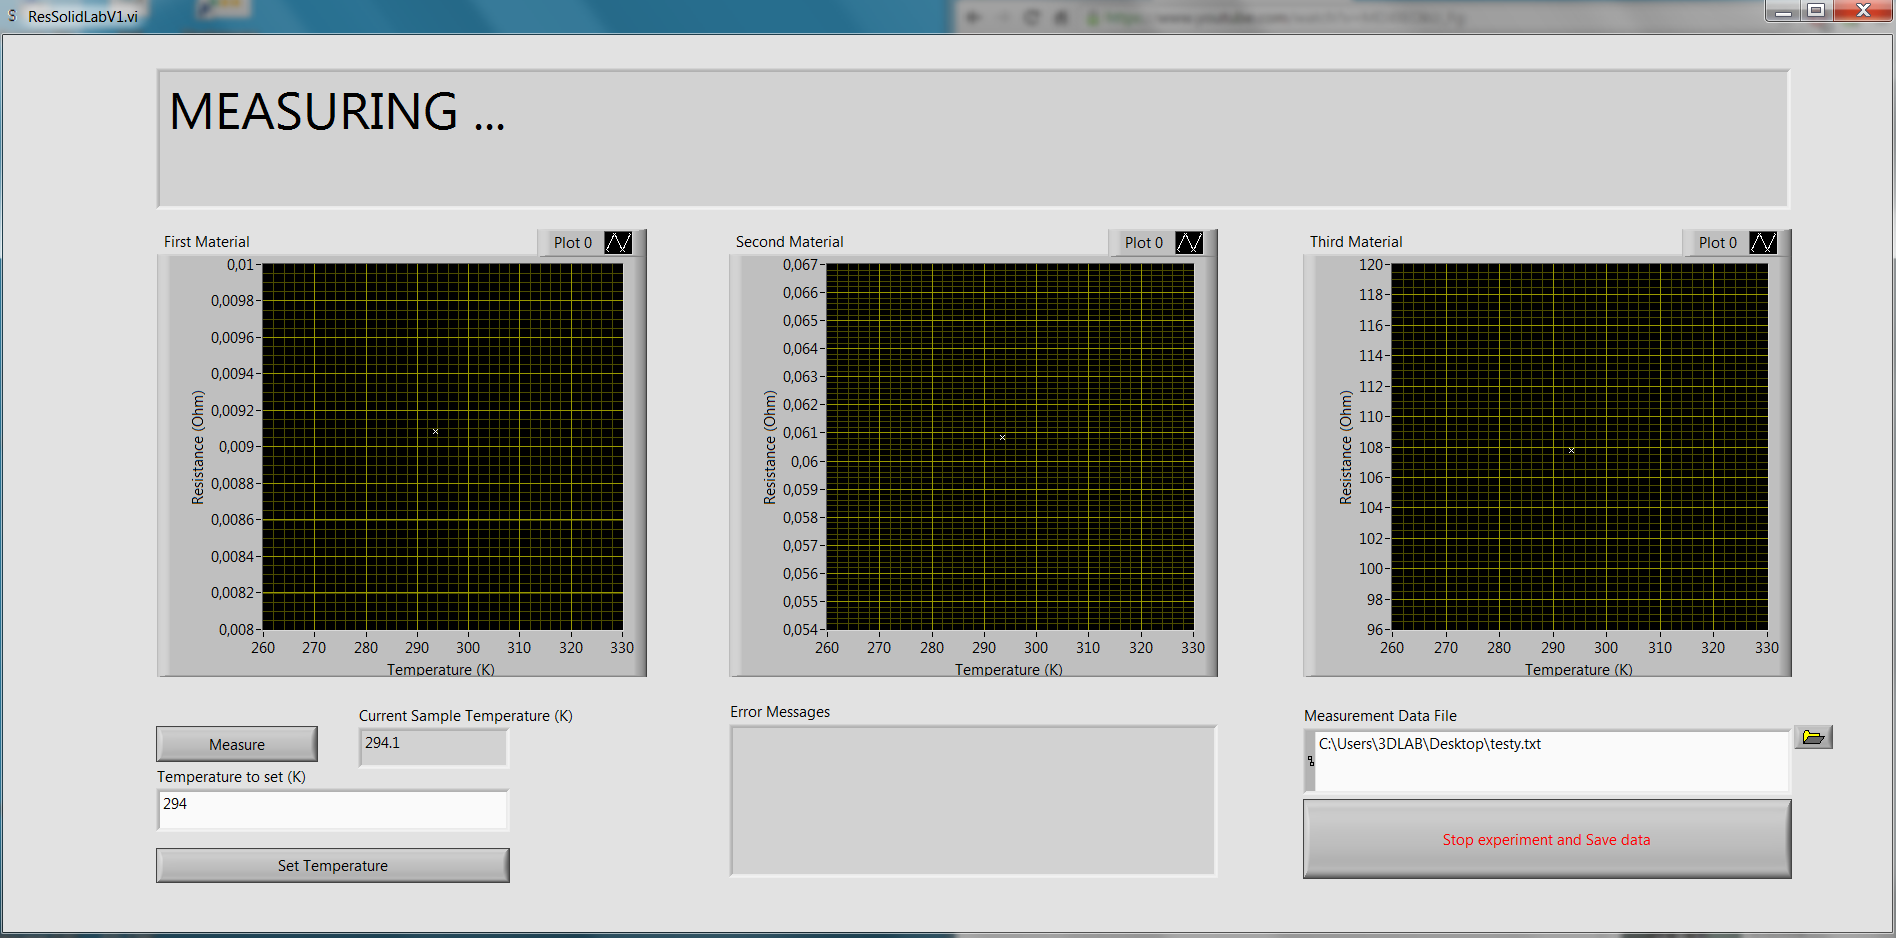 ResSolidLabV1.vi
MEASURING ...
First Material
Plot 0
0,01
0,0098
0,0096
0,0094
0,0092
0,009
0,0088
0,0086
0,0084
0,0082
0,008
Resistance (Ohm)
260 270 280 290 300 310 320 330
Temperature (K)
Second Material
Plot 0
0,067
0,066
0,065
0,064
0,063
0,062
0,061
0,06
0,059
0,058
0,057
0,056
0,055
0,054
Resistance (Ohm)
260 270 280 290 300 310 320 330
Temperature (K)
Third Material
Plot 0
120
118
116
114
112
110
108
106
104
102
100
98
96
Resistance (Ohm)
260 270 280 290 300 310 320 330
Temperature (K)
Measure
Current Sample Temperature (K)
294.1
Temperature to set (K)
294
Set Temperature
Error Messages
Measurement Data File
C:\Users\3DLAB\Desktop\testy.txt
Stop experiment and Save data